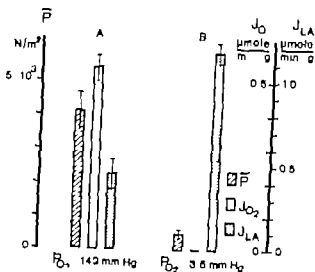 P̅ J_O J_LA
N/m² A B µmole/m g µmole/min g
5 10³
0.5 1.0
0.5
P̅
J_O₂
J_LA
0 0 0
P_O₂ 143 mm Hg P_O₂ 3.6 mm Hg